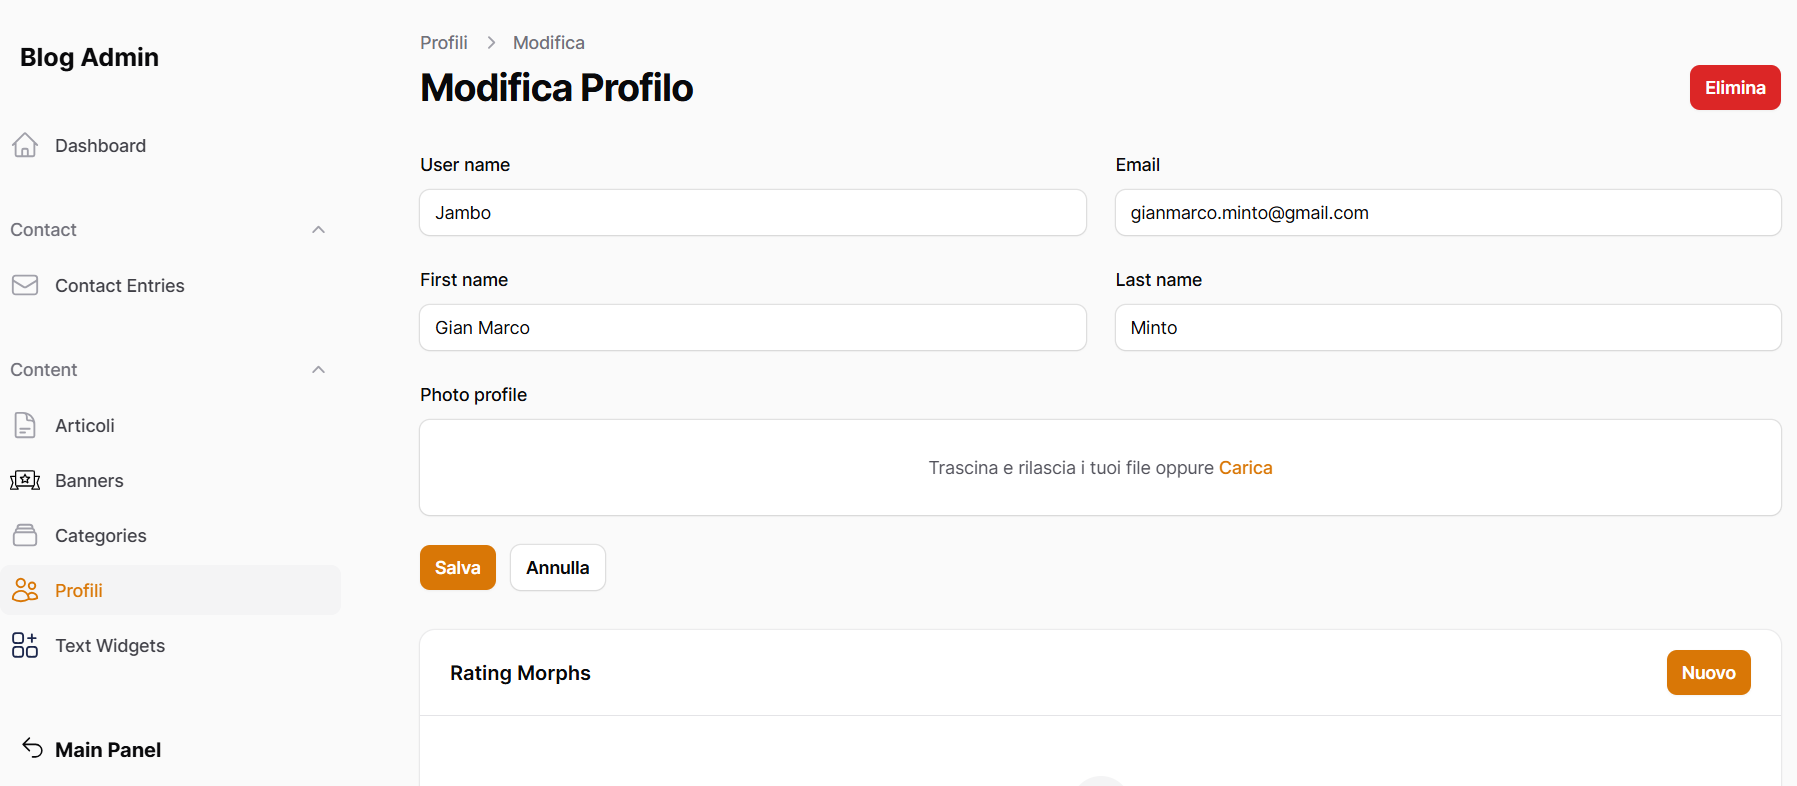 Blog Admin
Dashboard
Contact
Contact Entries
Content
Articoli
Banners
Categories
Profili
Text Widgets
Main Panel
Profili > Modifica
Modifica Profilo
Elimina
User name
Jambo
Email
gianmarco.minto@gmail.com
First name
Gian Marco
Last name
Minto
Photo profile
Trascina e rilascia i tuoi file oppure Carica
Salva
Annulla
Rating Morphs
Nuovo